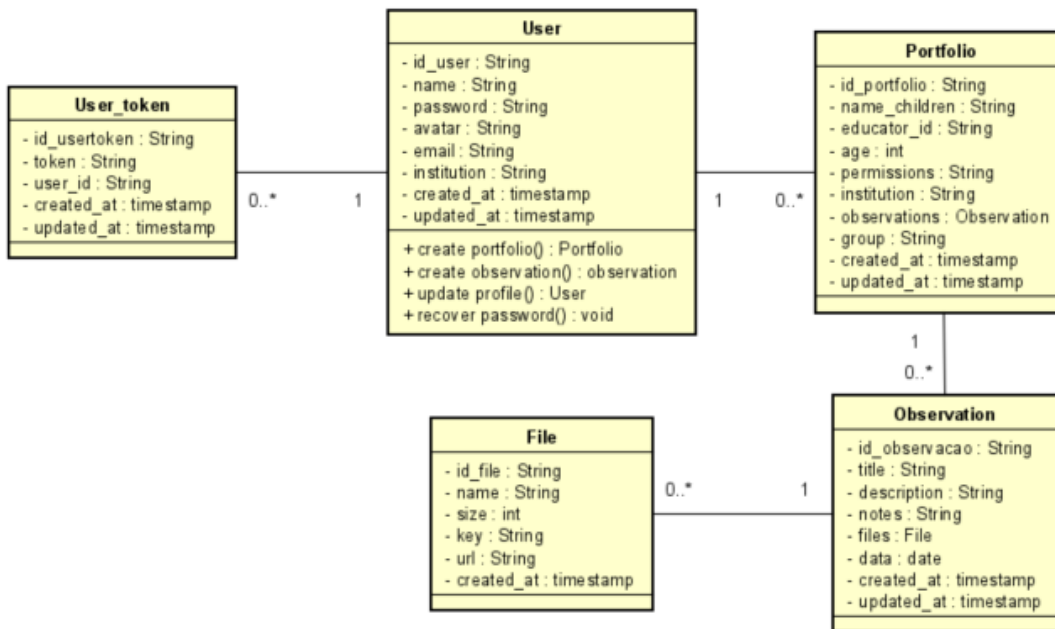 User_token
- id_usertoken : String
- token : String
- user_id : String
- created_at : timestamp
- updated_at : timestamp
0..*
1
User
- id_user : String
- name : String
- password : String
- avatar : String
- email : String
- institution : String
- created_at : timestamp
- updated_at : timestamp
+ create portfolio() : Portfolio
+ create observation() : observation
+ update profile() : User
+ recover password() : void
1
0..*
Portfolio
- id_portfolio : String
- name_children : String
- educator_id : String
- age : int
- permissions : String
- institution : String
- observations : Observation
- group : String
- created_at : timestamp
- updated_at : timestamp
1
0..*
File
- id_file : String
- name : String
- size : int
- key : String
- url : String
- created_at : timestamp
0..*
1
Observation
- id_observacao : String
- title : String
- description : String
- notes : String
- files : File
- data : date
- created_at : timestamp
- updated_at : timestamp